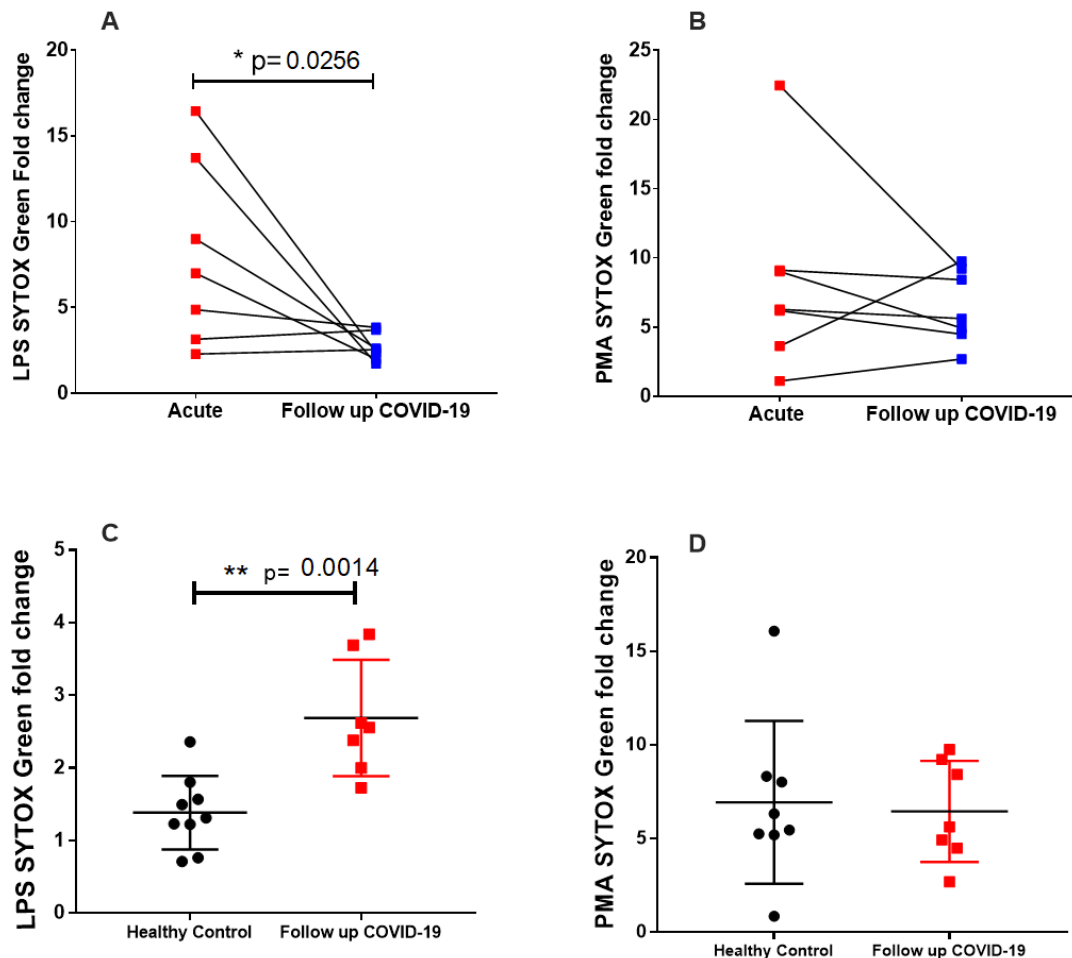 A
LPS SYTOX Green Fold change
20
15
10
5
0
* p= 0.0256
Acute
Follow up COVID-19
B
PMA SYTOX Green fold change
25
20
15
10
5
0
Acute
Follow up COVID-19
C
LPS SYTOX Green fold change
5
4
3
2
1
0
** p= 0.0014
Healthy Control
Follow up COVID-19
D
PMA SYTOX Green fold change
20
15
10
5
0
Healthy Control
Follow up COVID-19